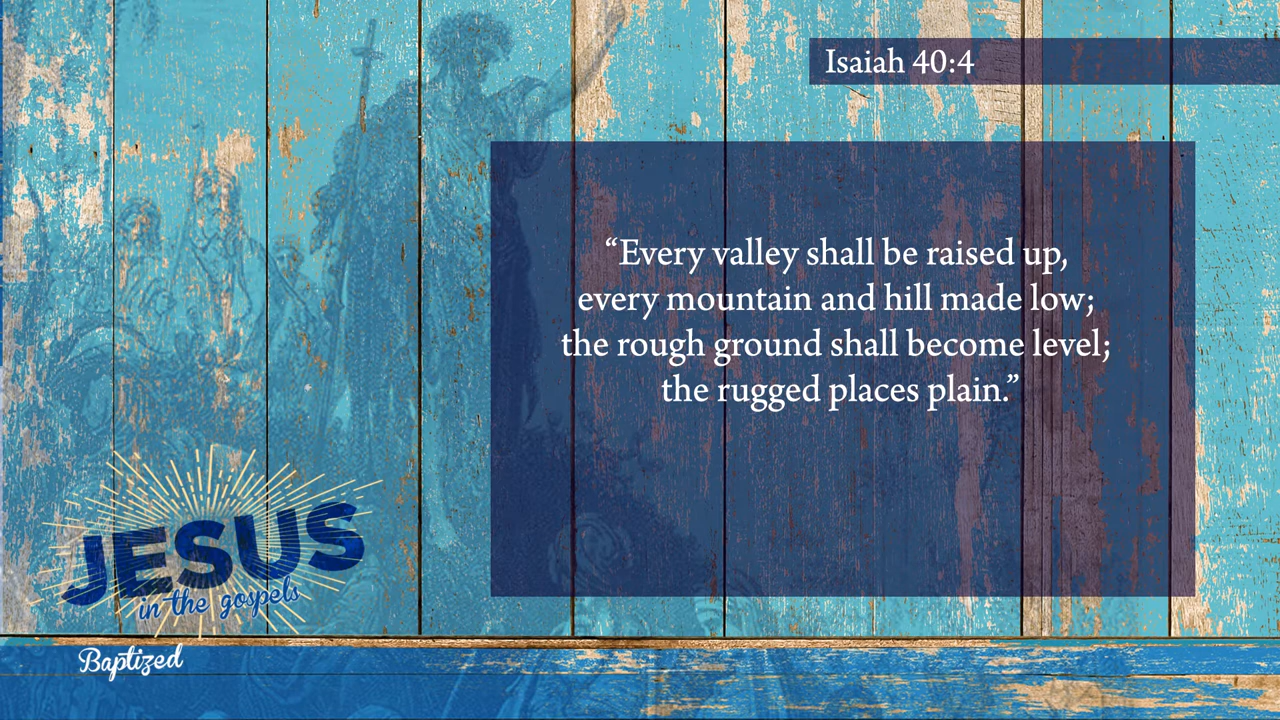 Isaiah 40:4
“Every valley shall be raised up,
every mountain and hill made low;
the rough ground shall become level;
the rugged places plain.”
JESUS
in the gospels
Baptized